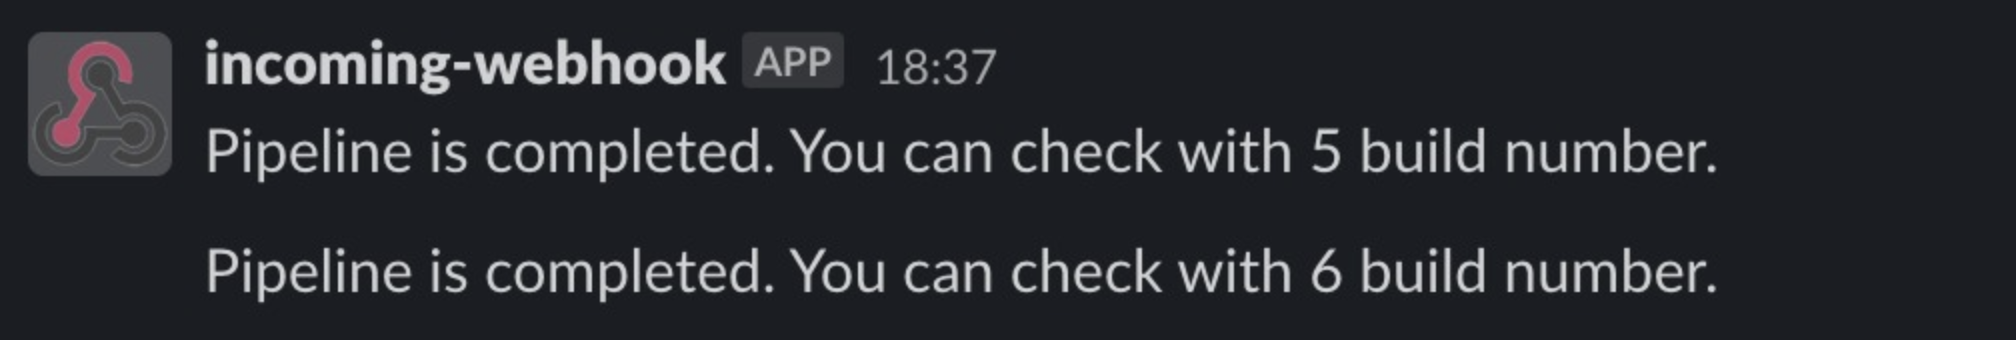 incoming-webhook APP 18:37
Pipeline is completed. You can check with 5 build number.
Pipeline is completed. You can check with 6 build number.